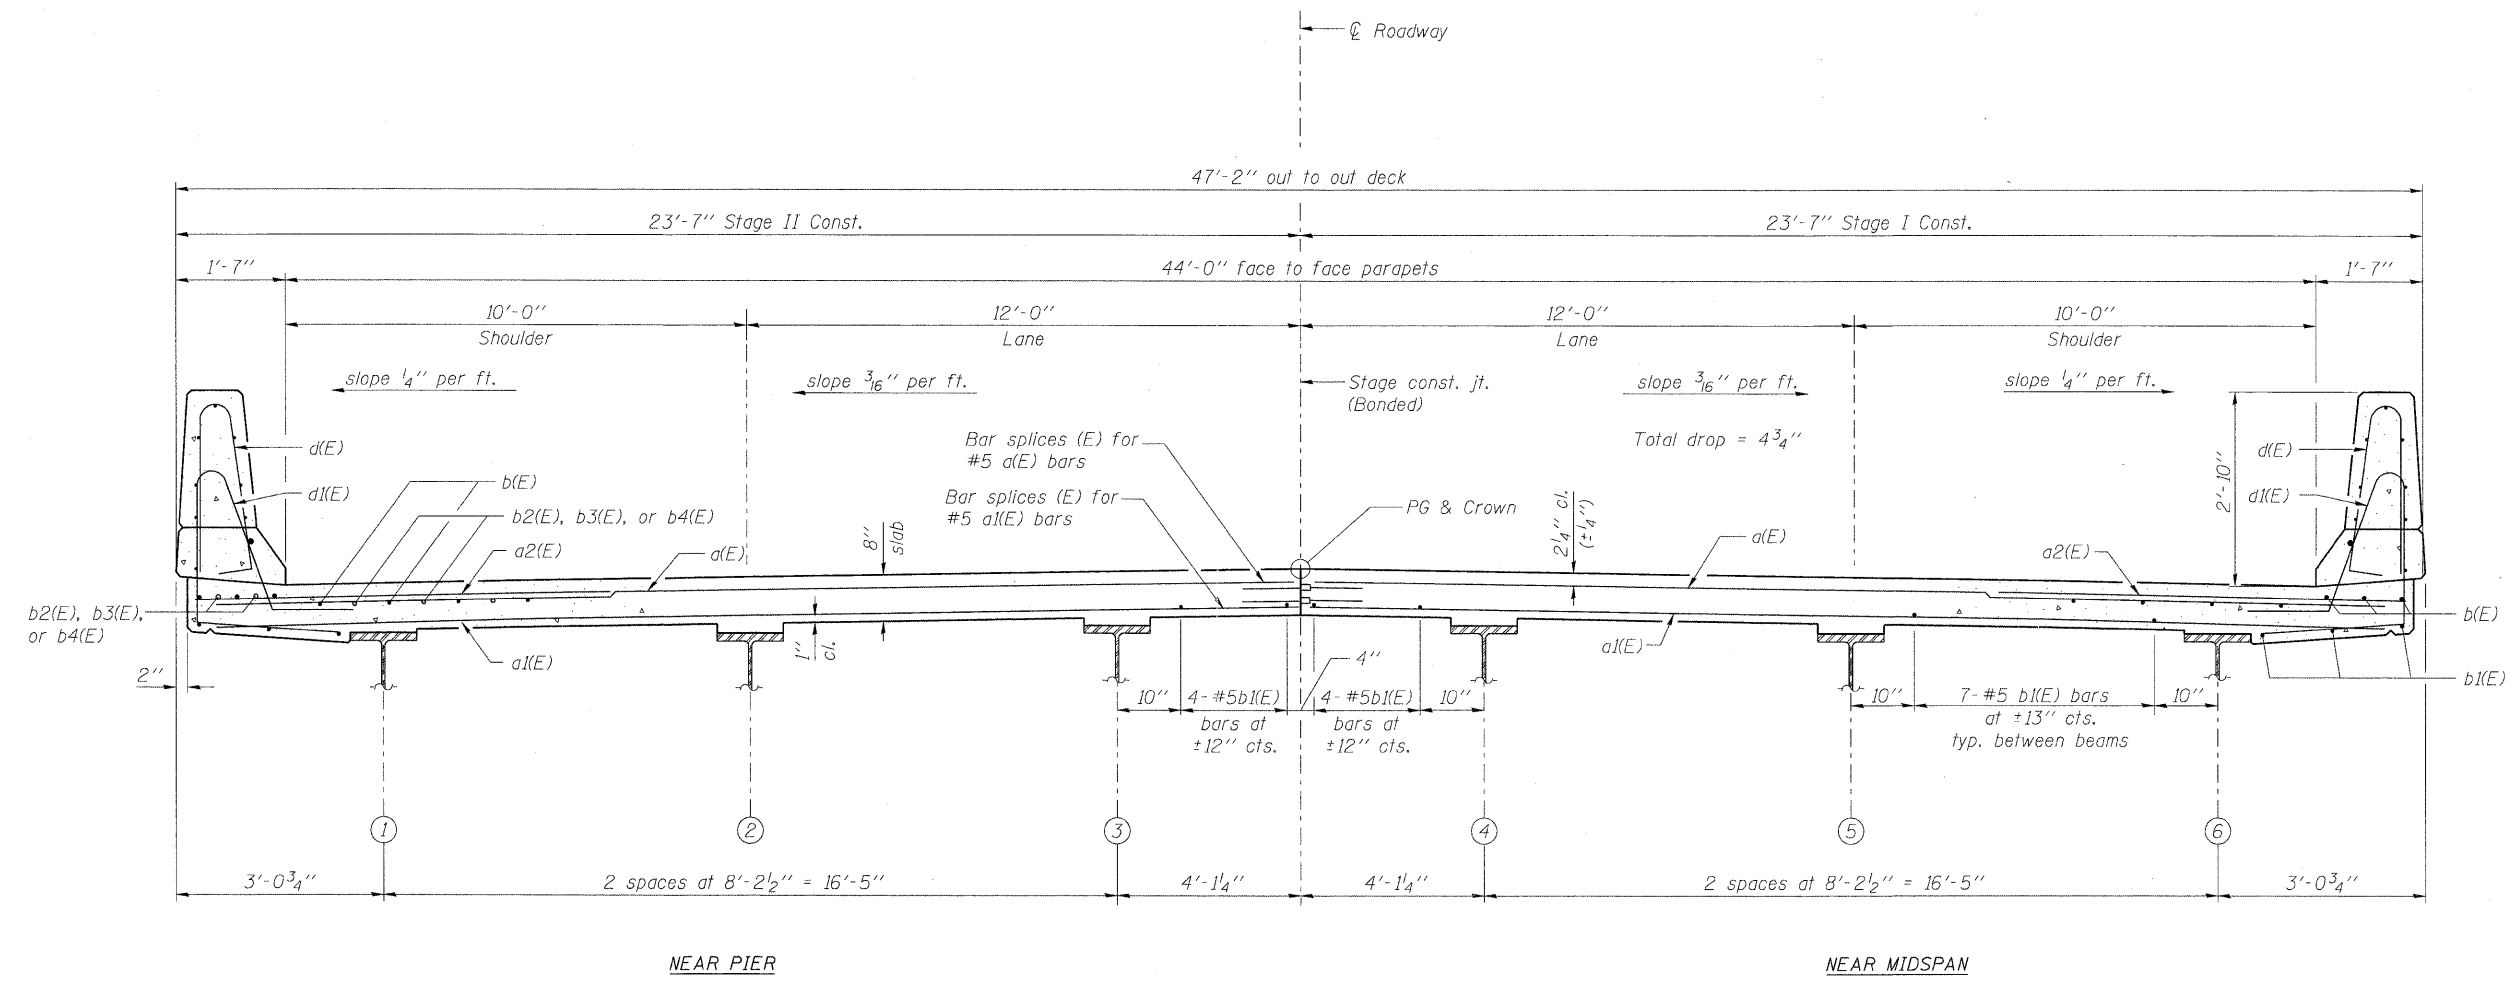 ℄ Roadway
47'-2" out to out deck
23'-7" Stage II Const.
23'-7" Stage I Const.
1'-7"
44'-0" face to face parapets
1'-7"
10'-0"
Shoulder
12'-0"
Lane
12'-0"
Lane
10'-0"
Shoulder
slope 1/4" per ft.
slope 3/16" per ft.
Stage const. jt.
(Bonded)
slope 3/16" per ft.
slope 1/4" per ft.
Total drop = 4 3/4"
Bar splices (E) for
#5 a(E) bars
Bar splices (E) for
#5 a1(E) bars
d(E)
d1(E)
b(E)
b2(E), b3(E), or b4(E)
a2(E)
a(E)
8"
slab
PG & Crown
2 1/4" cl.
(±1/4")
a(E)
a2(E)
2'-10"
d(E)
d1(E)
b2(E), b3(E),
or b4(E)
b(E)
a1(E)
1"
cl.
a1(E)
b1(E)
2"
4"
10"
4- #5b1(E)
bars at
±12" cts.
4- #5b1(E)
bars at
±12" cts.
10"
10"
7- #5 b1(E) bars
at ±13" cts.
typ. between beams
10"
1
2
3
4
5
6
3'-0 3/4"
2 spaces at 8'-2 1/2" = 16'-5"
4'-1 1/4"
4'-1 1/4"
2 spaces at 8'-2 1/2" = 16'-5"
3'-0 3/4"
NEAR PIER
NEAR MIDSPAN